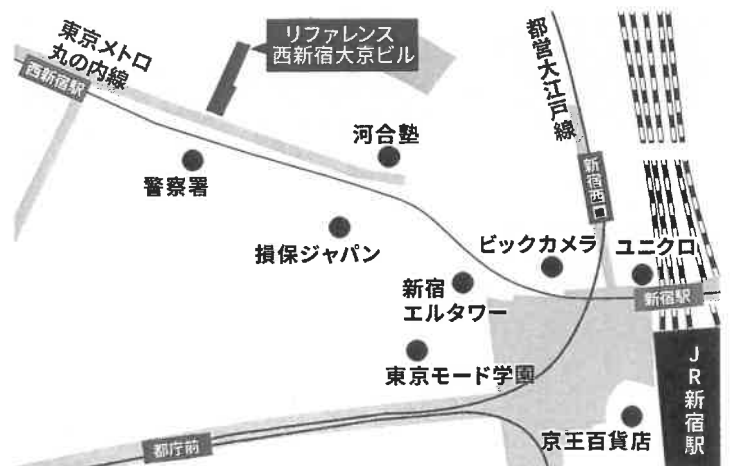 東京メトロ
丸の内線
西新宿駅
リファレンス
西新宿大京ビル
都営大江戸線
河合塾
警察署
新宿西
損保ジャパン
ビックカメラ
ユニクロ
新宿
エルタワー
新宿駅
東京モード学園
JR新宿駅
京王百貨店
都庁前